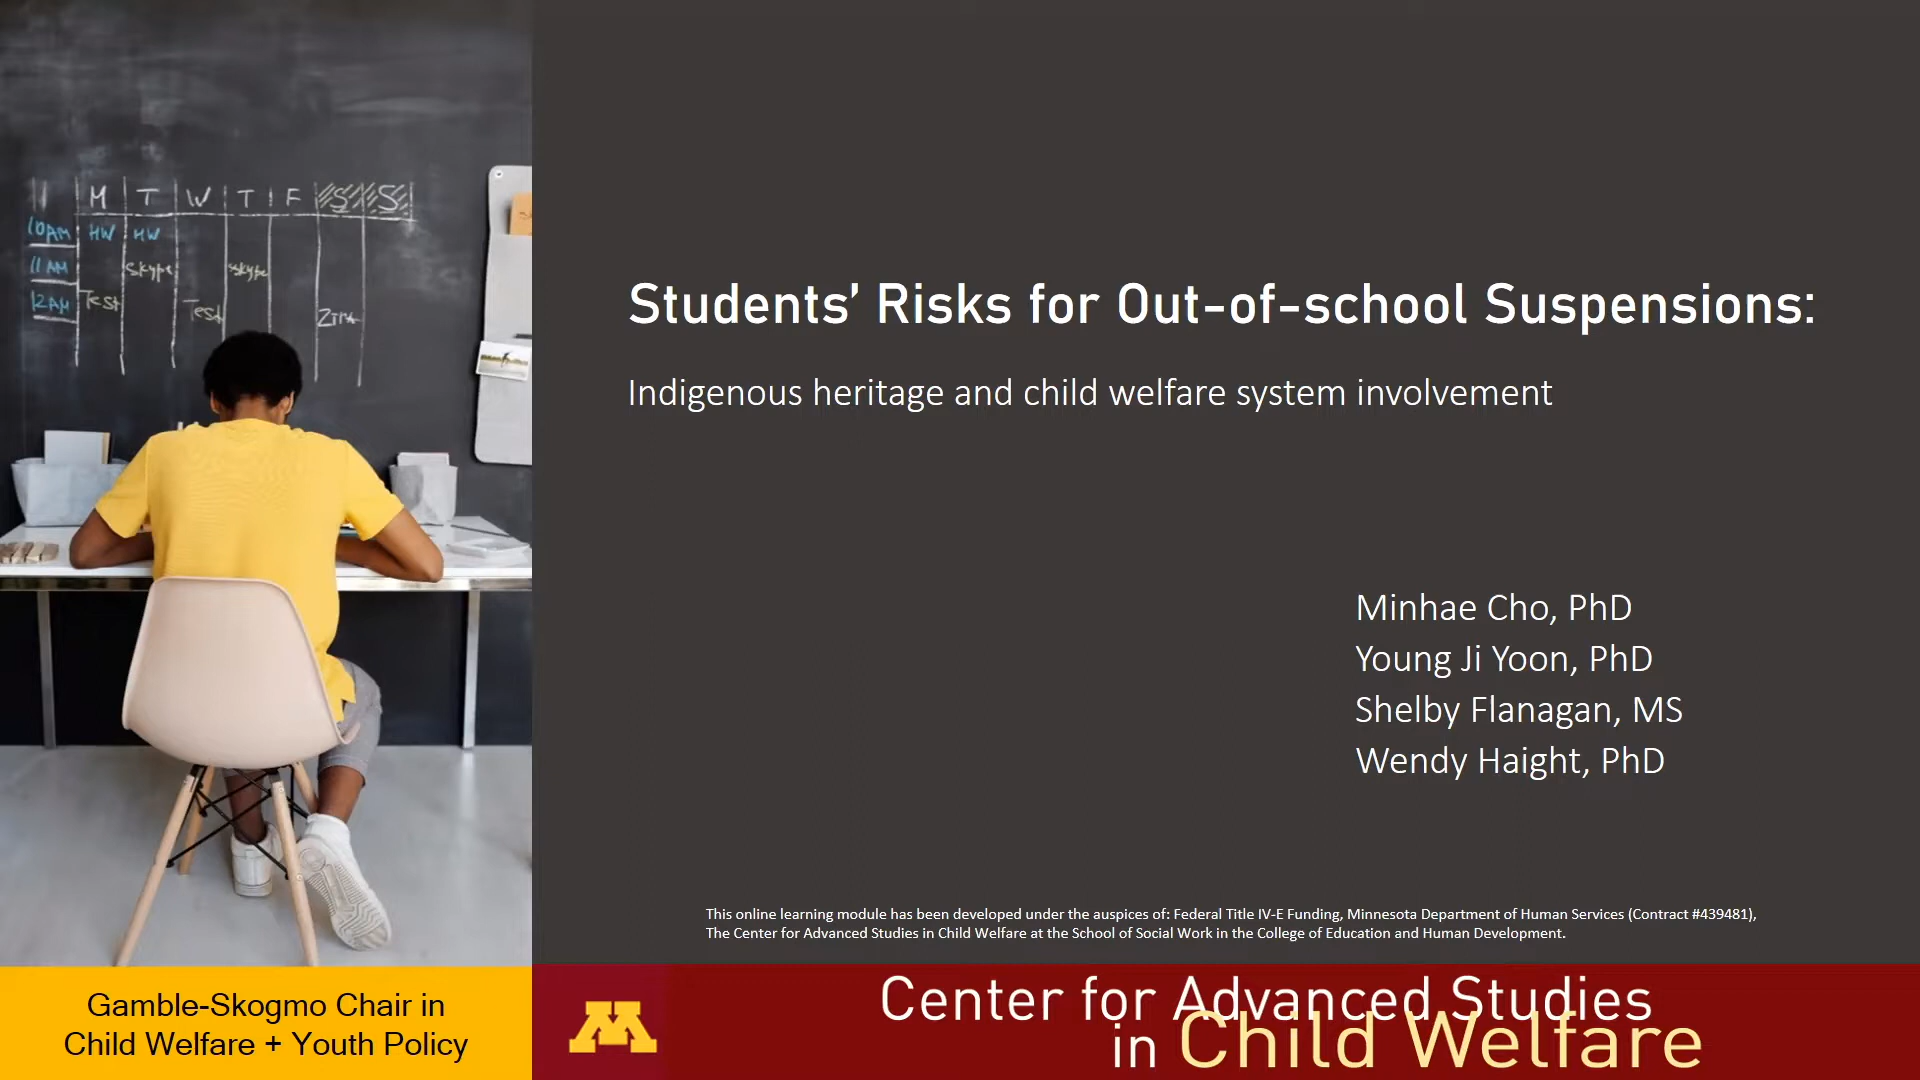 M T W T F S S
10AM HW HW
11 AM Skype skype
12AM Test Test
Students’ Risks for Out-of-school Suspensions:
Indigenous heritage and child welfare system involvement
Minhae Cho, PhD
Young Ji Yoon, PhD
Shelby Flanagan, MS
Wendy Haight, PhD
This online learning module has been developed under the auspices of: Federal Title IV-E Funding, Minnesota Department of Human Services (Contract #439481),
The Center for Advanced Studies in Child Welfare at the School of Social Work in the College of Education and Human Development.
Gamble-Skogmo Chair in
Child Welfare + Youth Policy
M
Center for Advanced Studies
in Child Welfare